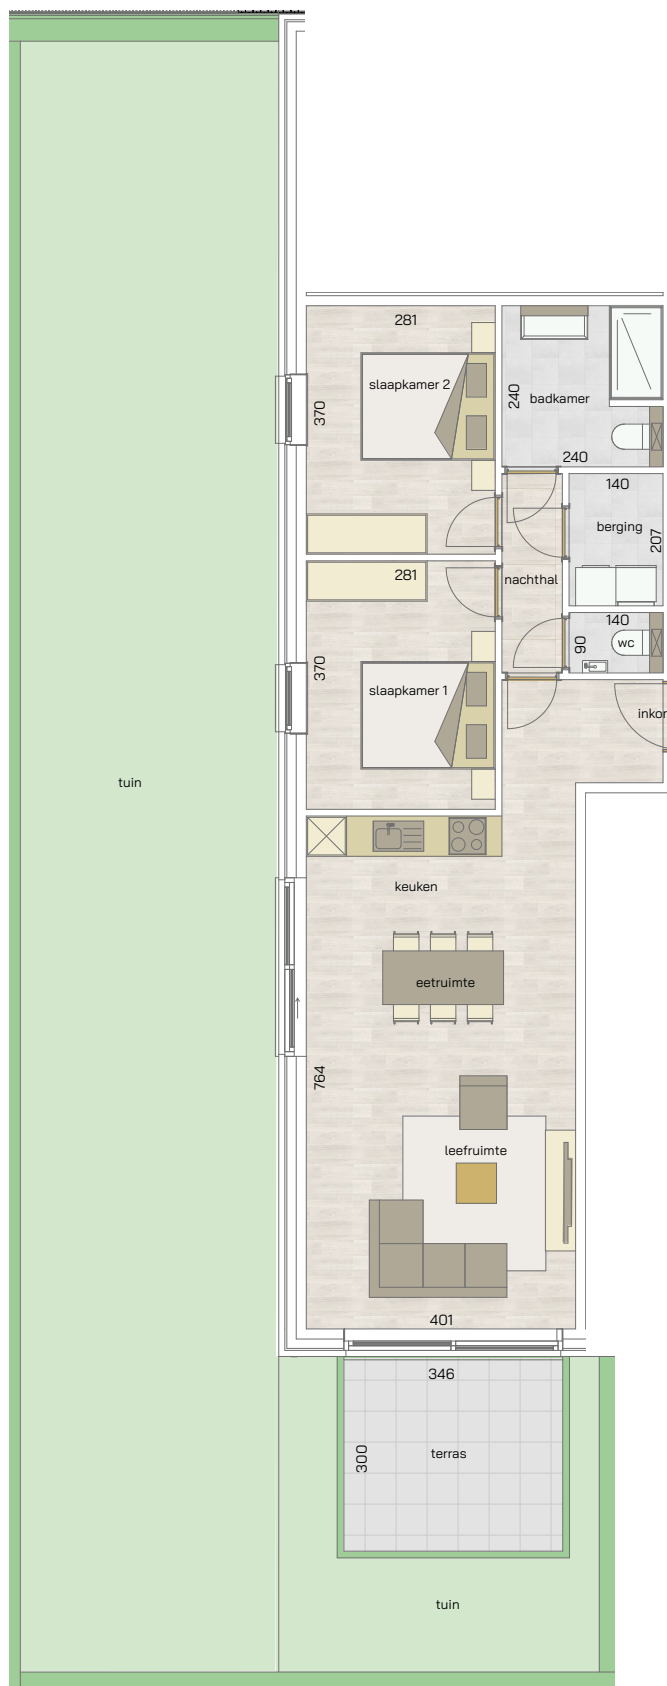 281
slaapkamer 2
370
240
badkamer
240
140
berging
207
281
nachthal
140
90
wc
370
slaapkamer 1
inkor
tuin
keuken
eetruimte
764
leefruimte
401
346
300
terras
tuin